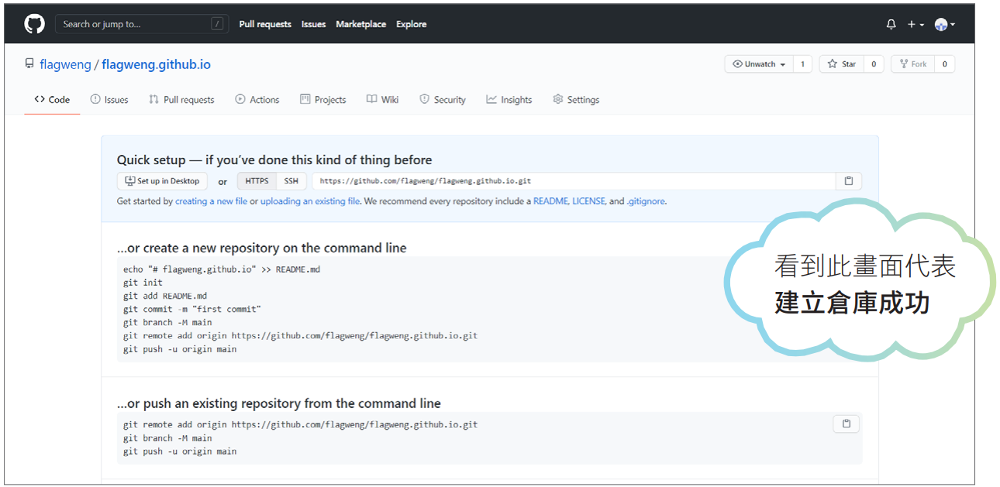 Search or jump to... /
Pull requests Issues Marketplace Explore
flagweng / flagweng.github.io
Unwatch 1 Star 0 Fork 0
Code Issues Pull requests Actions Projects Wiki Security Insights Settings
Quick setup — if you've done this kind of thing before
Set up in Desktop or HTTPS SSH https://github.com/flagweng/flagweng.github.io.git
Get started by creating a new file or uploading an existing file. We recommend every repository include a README, LICENSE, and .gitignore.
…or create a new repository on the command line
echo "# flagweng.github.io" >> README.md
git init
git add README.md
git commit -m "first commit"
git branch -M main
git remote add origin https://github.com/flagweng/flagweng.github.io.git
git push -u origin main
看到此畫面代表
建立倉庫成功
…or push an existing repository from the command line
git remote add origin https://github.com/flagweng/flagweng.github.io.git
git branch -M main
git push -u origin main